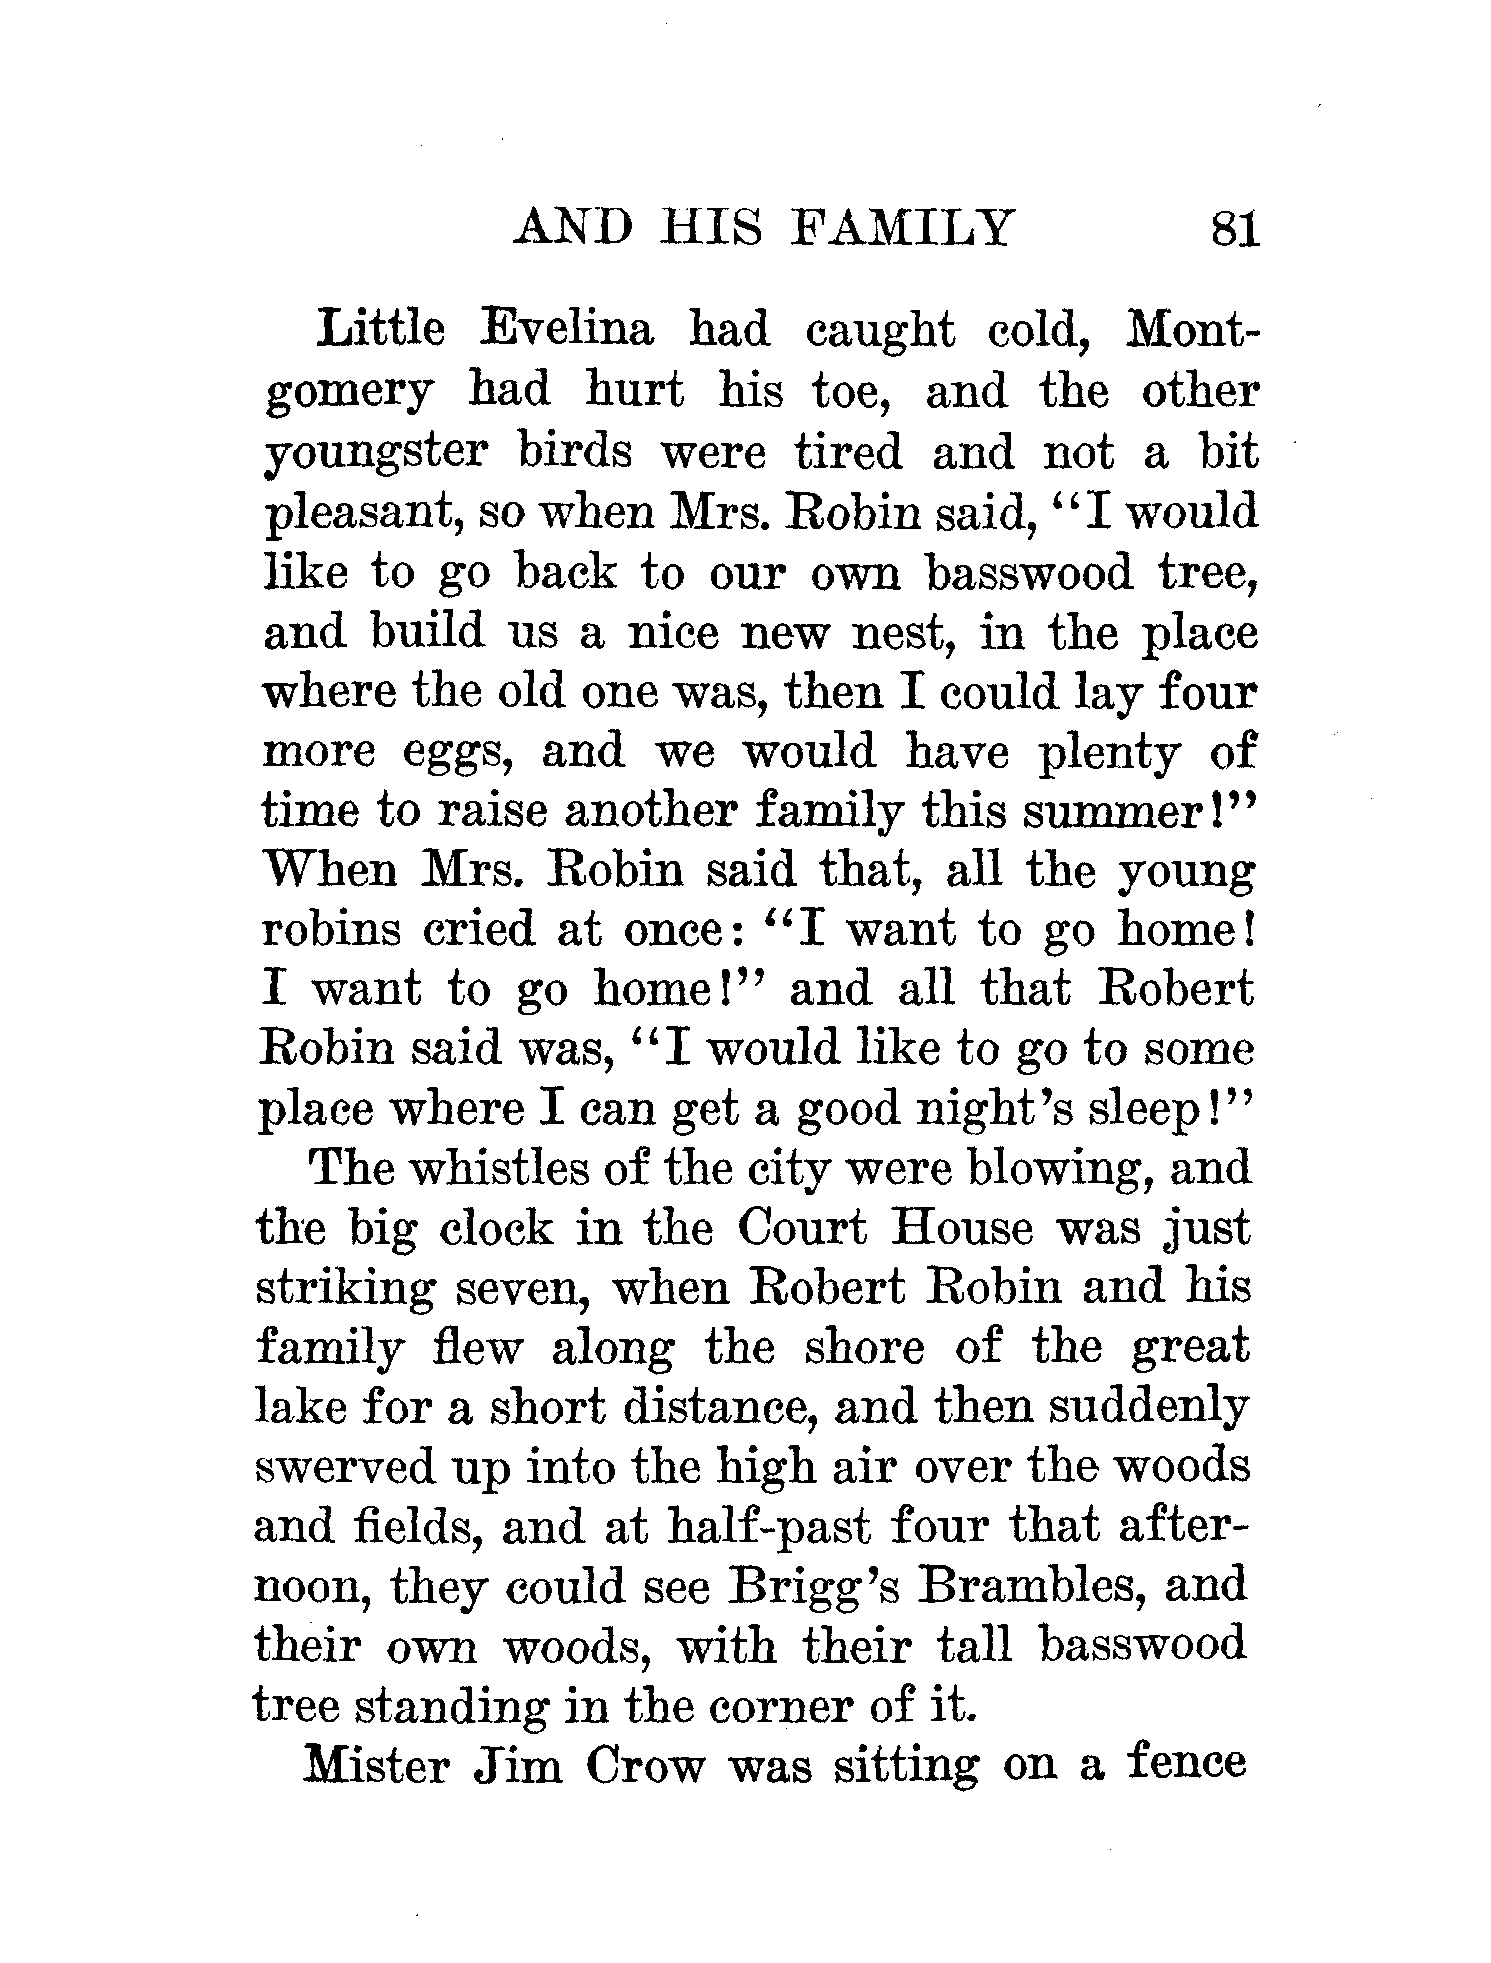 AND HIS FAMILY 81
Little Evelina had caught cold, Mont-
gomery had hurt his toe, and the other
youngster birds were tired and not a bit
pleasant, so when Mrs. Robin said, "I would
like to go back to our own basswood tree,
and build us a nice new nest, in the place
where the old one was, then I could lay four
more eggs, and we would have plenty of
time to raise another family this summer!"
When Mrs. Robin said that, all the young
robins cried at once: "I want to go home!
I want to go home!" and all that Robert
Robin said was, "I would like to go to some
place where I can get a good night's sleep!"
The whistles of the city were blowing, and
the big clock in the Court House was just
striking seven, when Robert Robin and his
family flew along the shore of the great
lake for a short distance, and then suddenly
swerved up into the high air over the woods
and fields, and at half-past four that after-
noon, they could see Brigg's Brambles, and
their own woods, with their tall basswood
tree standing in the corner of it.
Mister Jim Crow was sitting on a fence